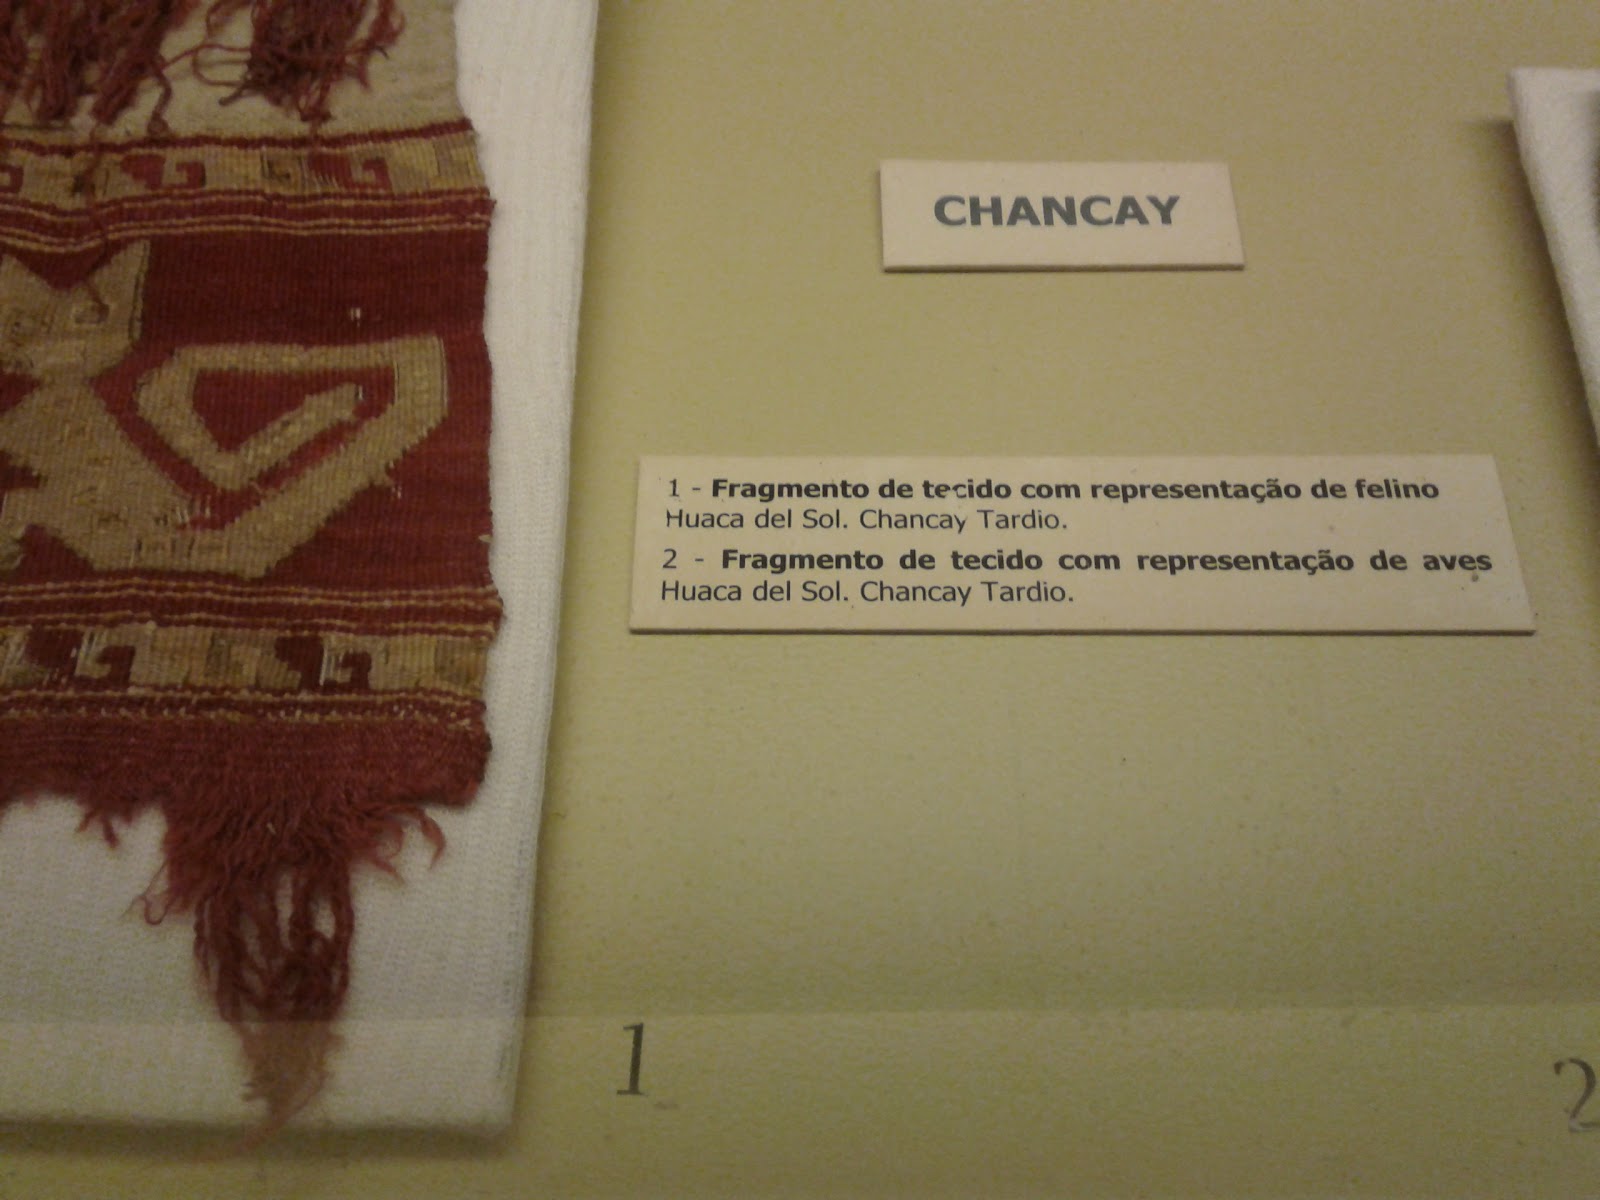 CHANCAY
1 - Fragmento de tecido com representação de felino
Huaca del Sol. Chancay Tardio.
2 - Fragmento de tecido com representação de aves
Huaca del Sol. Chancay Tardio.
1
2